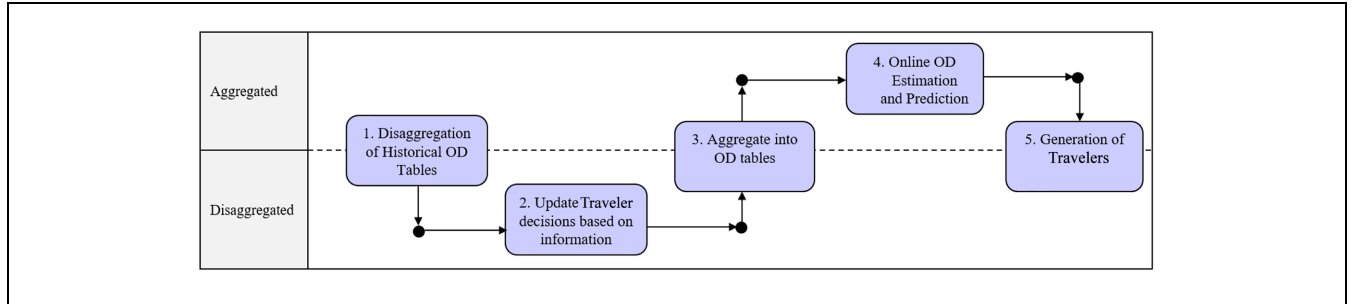 Aggregated
Disaggregated
1. Disaggregation
of Historical OD
Tables
2. Update Traveler
decisions based on
information
3. Aggregate into
OD tables
4. Online OD
Estimation
and Prediction
5. Generation of
Travelers